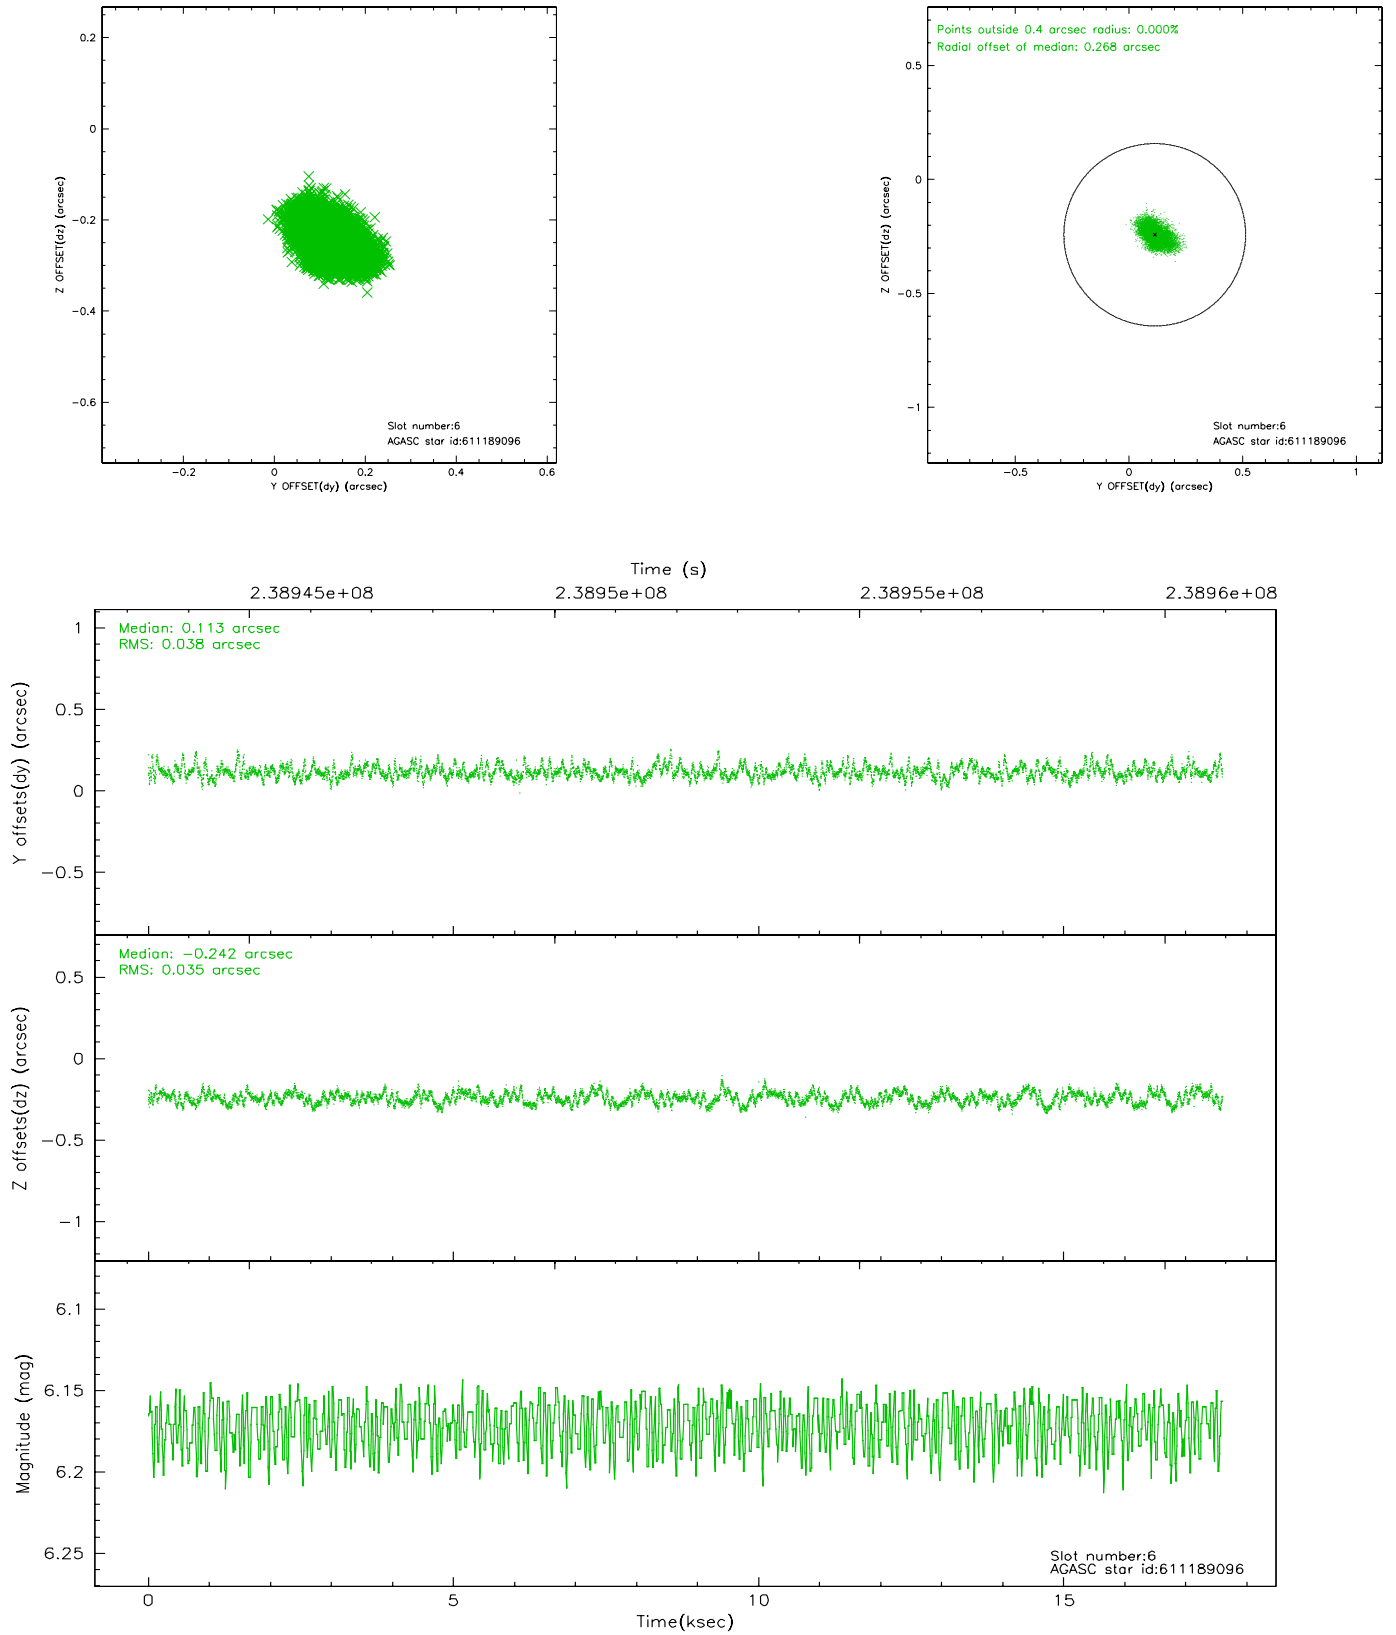 0.2
0
−0.2
−0.4
−0.6
Z OFFSET(dz) (arcsec)
Slot number:6
AGASC star id:611189096
−0.2 0 0.2 0.4 0.6
Y OFFSET(dy) (arcsec)
Points outside 0.4 arcsec radius: 0.000%
Radial offset of median: 0.268 arcsec
0.5
0
−0.5
−1
Z OFFSET(dz) (arcsec)
Slot number:6
AGASC star id:611189096
−0.5 0 0.5 1
Y OFFSET(dy) (arcsec)
Time (s)
2.38945e+08 2.3895e+08 2.38955e+08 2.3896e+08
Median: 0.113 arcsec
RMS: 0.038 arcsec
1
0.5
0
−0.5
Y offsets(dy) (arcsec)
Median: −0.242 arcsec
RMS: 0.035 arcsec
0.5
0
−0.5
−1
Z offsets(dz) (arcsec)
6.1
6.15
6.2
6.25
Magnitude (mag)
Slot number:6
AGASC star id:611189096
0 5 10 15
Time(ksec)